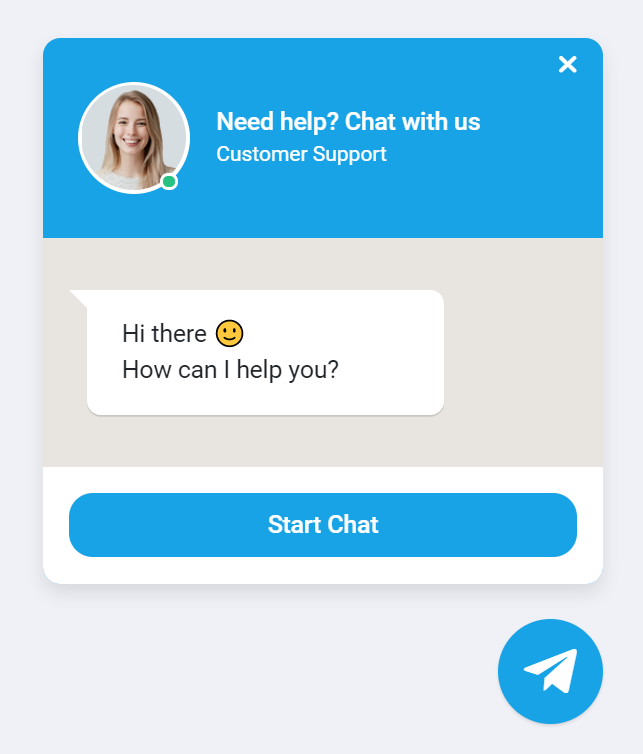 Need help? Chat with us
Customer Support
Hi there 🙂
How can I help you?
Start Chat